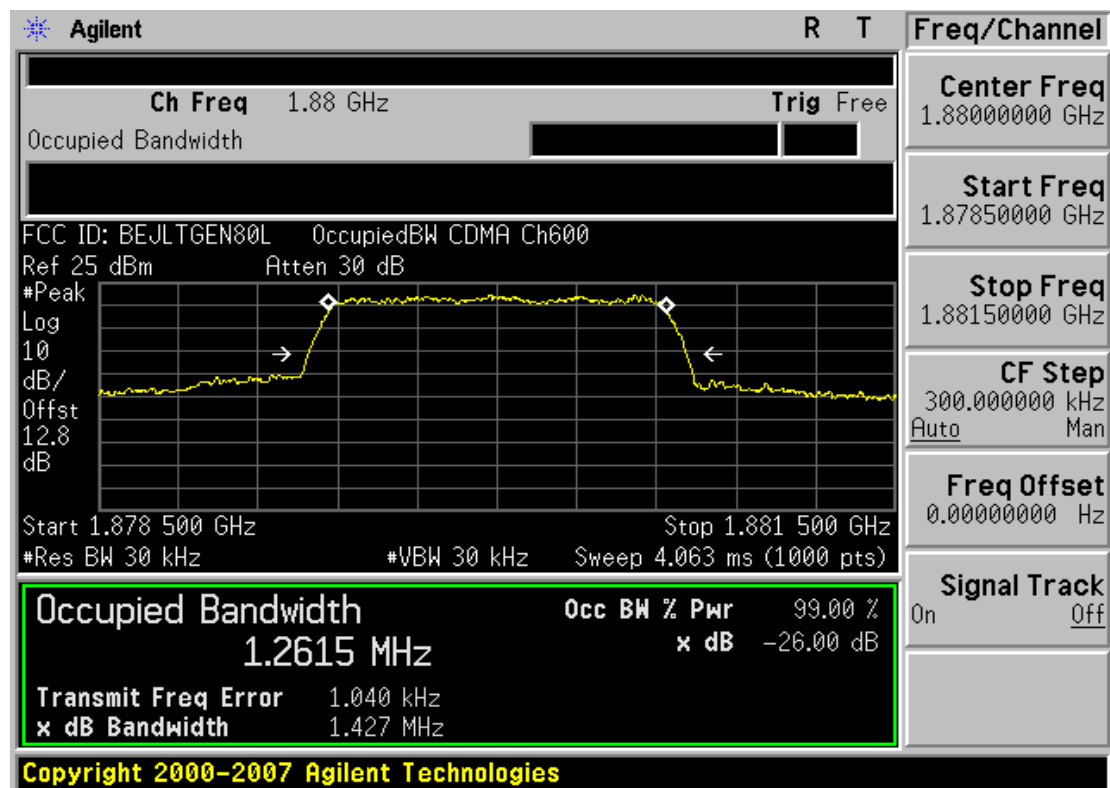 Agilent R T
Ch Freq 1.88 GHz Trig Free
Occupied Bandwidth
FCC ID: BEJLTGEN80L OccupiedBW CDMA Ch600
Ref 25 dBm Atten 30 dB
#Peak
Log
10
dB/
Offst
12.8
dB
Start 1.878 500 GHz Stop 1.881 500 GHz
#Res BW 30 kHz #VBW 30 kHz Sweep 4.063 ms (1000 pts)
Occupied Bandwidth Occ BW % Pwr 99.00 %
1.2615 MHz x dB -26.00 dB
Transmit Freq Error 1.040 kHz
x dB Bandwidth 1.427 MHz
Copyright 2000-2007 Agilent Technologies
Freq/Channel
Center Freq
1.88000000 GHz
Start Freq
1.87850000 GHz
Stop Freq
1.88150000 GHz
CF Step
300.000000 kHz
Auto Man
Freq Offset
0.00000000 Hz
Signal Track
On Off